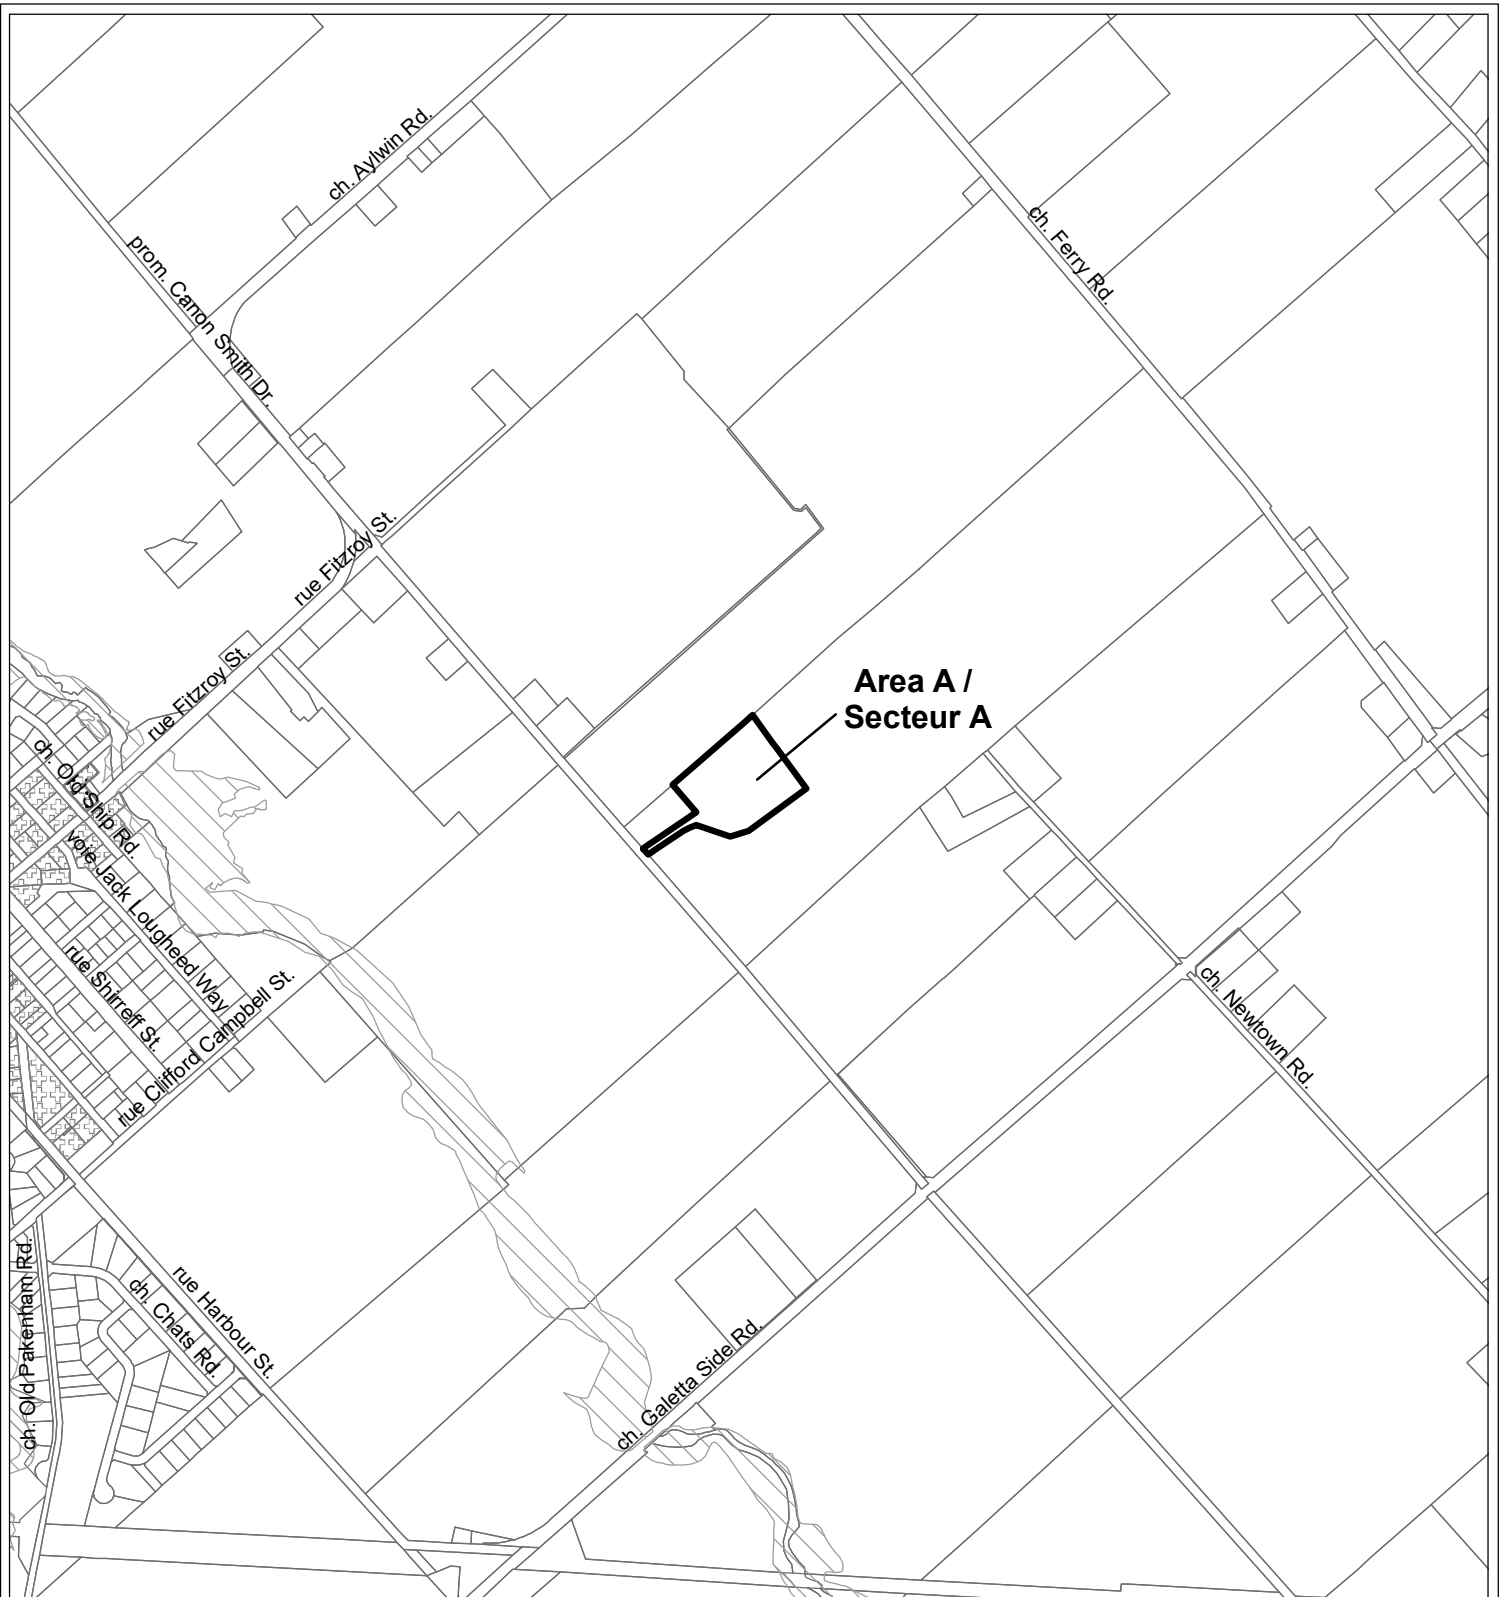 ch. Aylwin Rd.
ch. Ferry Rd.
prom. Canon Smith Dr.
rue Fitzroy St.
rue Fitzroy St.
Area A /
Secteur A
ch. Old Ship Rd.
voie Jack Lougheed Way
rue Shirreff St.
rue Clifford Campbell St.
ch. Newtown Rd.
ch. Old Pakenham Rd.
rue Harbour St.
ch. Chats Rd.
ch. Galetta Side Rd.